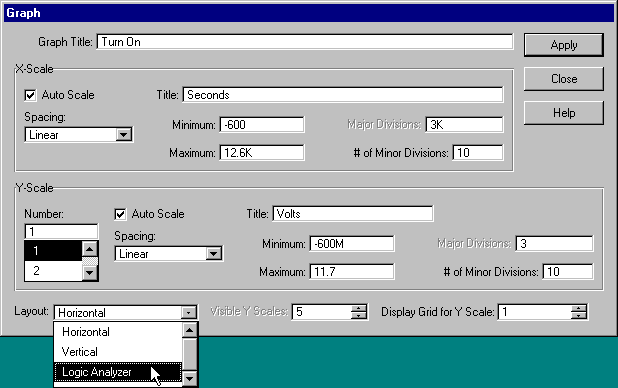 Graph
Graph Title: Turn On
Apply
X-Scale
Close
Auto Scale
Title: Seconds
Help
Spacing:
Linear
Minimum: -600
Major Divisions: 3K
Maximum: 12.6K
# of Minor Divisions: 10
Y-Scale
Number:
1
1
2
Auto Scale
Title: Volts
Spacing:
Linear
Minimum: -600M
Major Divisions: 3
Maximum: 11.7
# of Minor Divisions: 10
Layout: Horizontal
Visible Y Scales: 5
Display Grid for Y Scale: 1
Horizontal
Vertical
Logic Analyzer